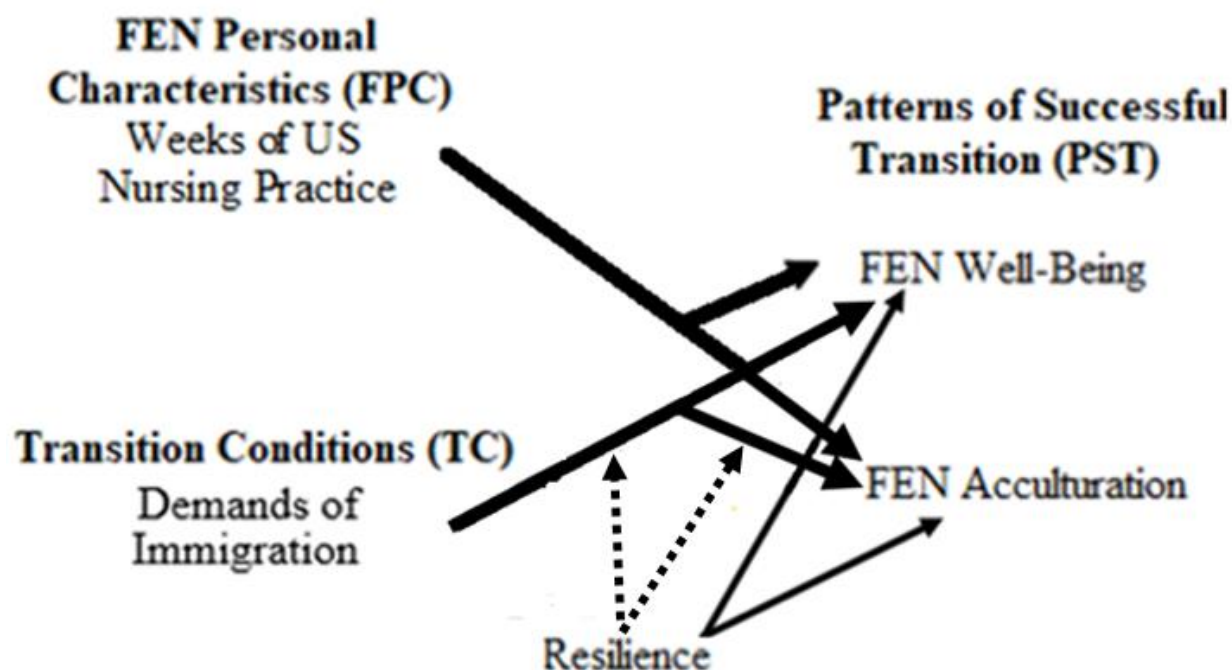 FEN Personal
Characteristics (FPC)
Weeks of US
Nursing Practice
Patterns of Successful
Transition (PST)
FEN Well-Being
Transition Conditions (TC)
Demands of
Immigration
FEN Acculturation
Resilience